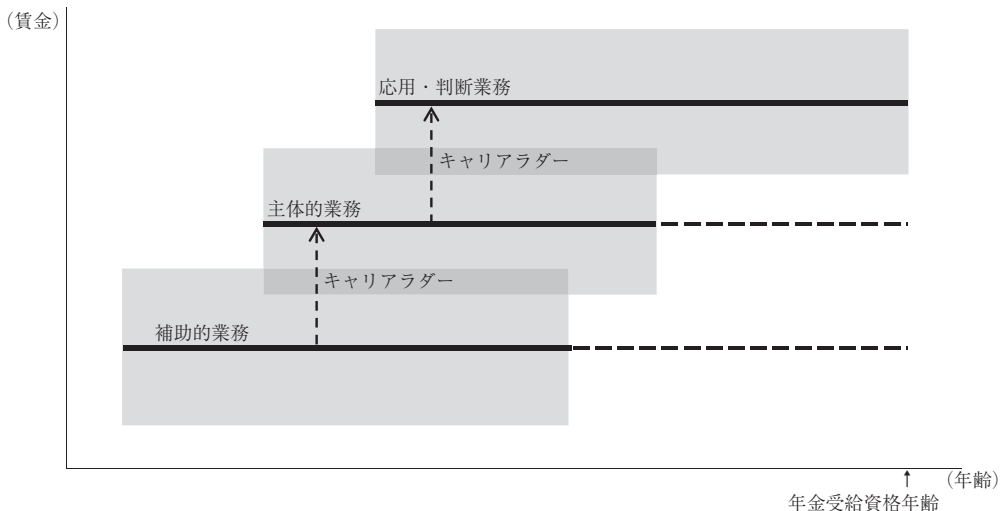 （賃金）
応用・判断業務
キャリアラダー
主体的業務
キャリアラダー
補助的業務
（年齢）
年金受給資格年齢